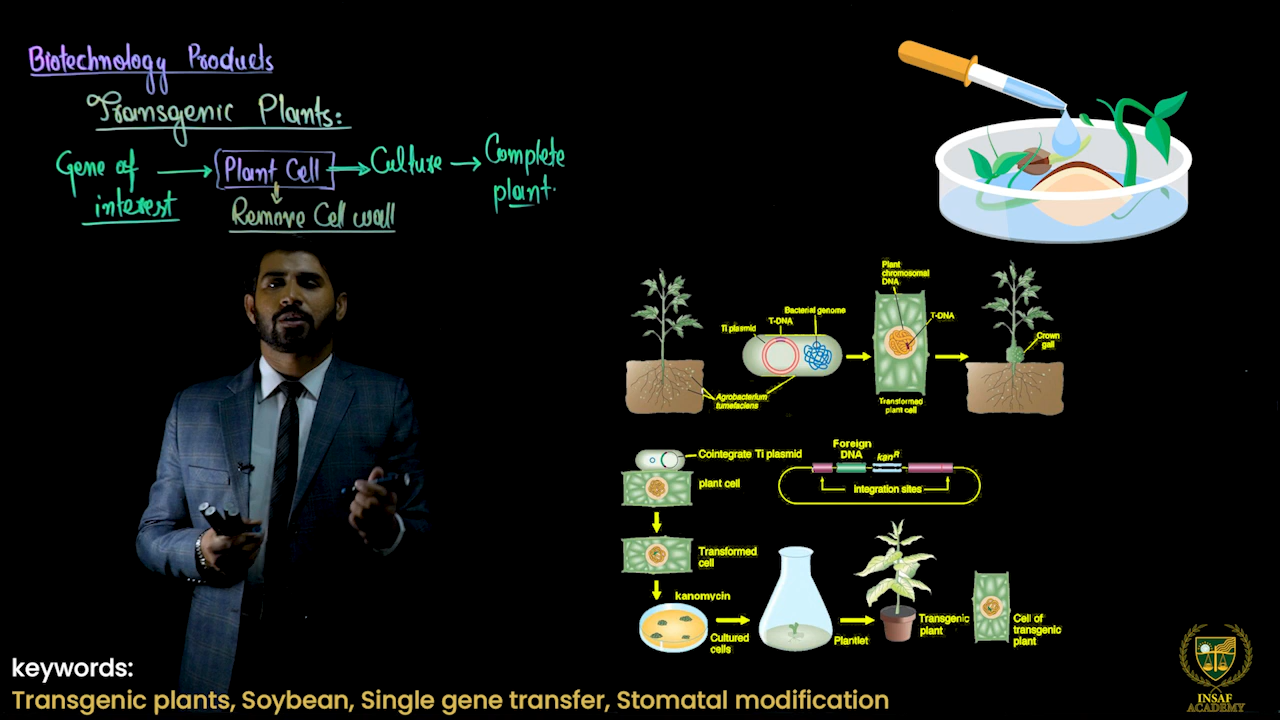 Biotechnology Products
Transgenic Plants:
Gene of interest → Plant Cell → Culture → Complete plant.
Remove Cell wall
Plant chromosomal DNA
T-DNA
Bacterial genome
Ti plasmid
T-DNA
Crown gall
Agrobacterium tumefaciens
Transformed plant cell
Cointegrate Ti plasmid
Foreign DNA
kanR
integration sites
plant cell
Transformed cell
kanomycin
Cultured cells
Plantlet
Transgenic plant
Cell of transgenic plant
keywords:
Transgenic plants, Soybean, Single gene transfer, Stomatal modification
INSAF
ACADEMY